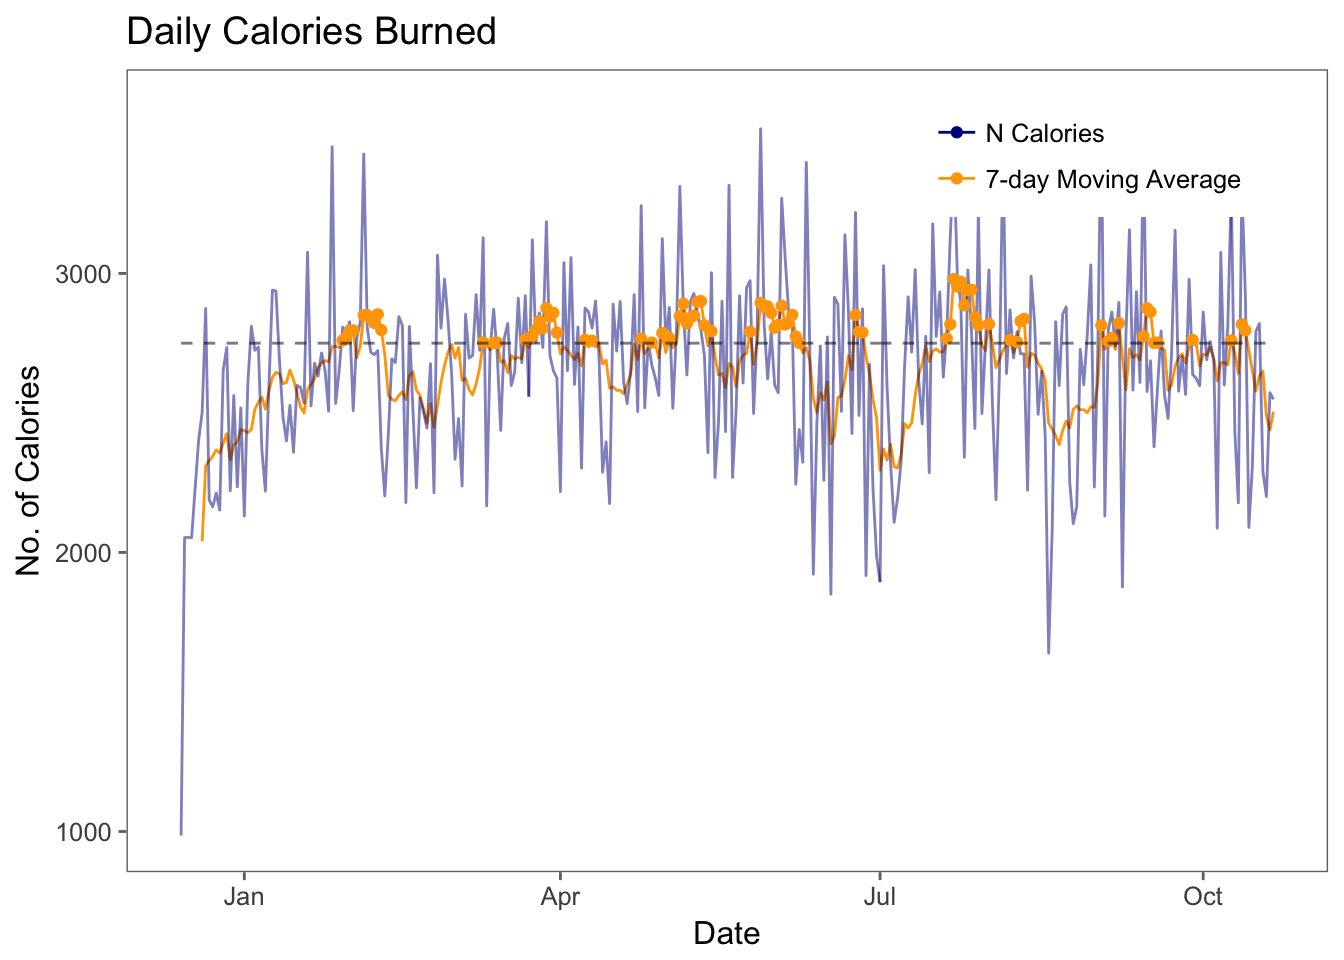 Daily Calories Burned
N Calories
7-day Moving Average
No. of Calories
3000
2000
1000
Jan Apr Jul Oct
Date